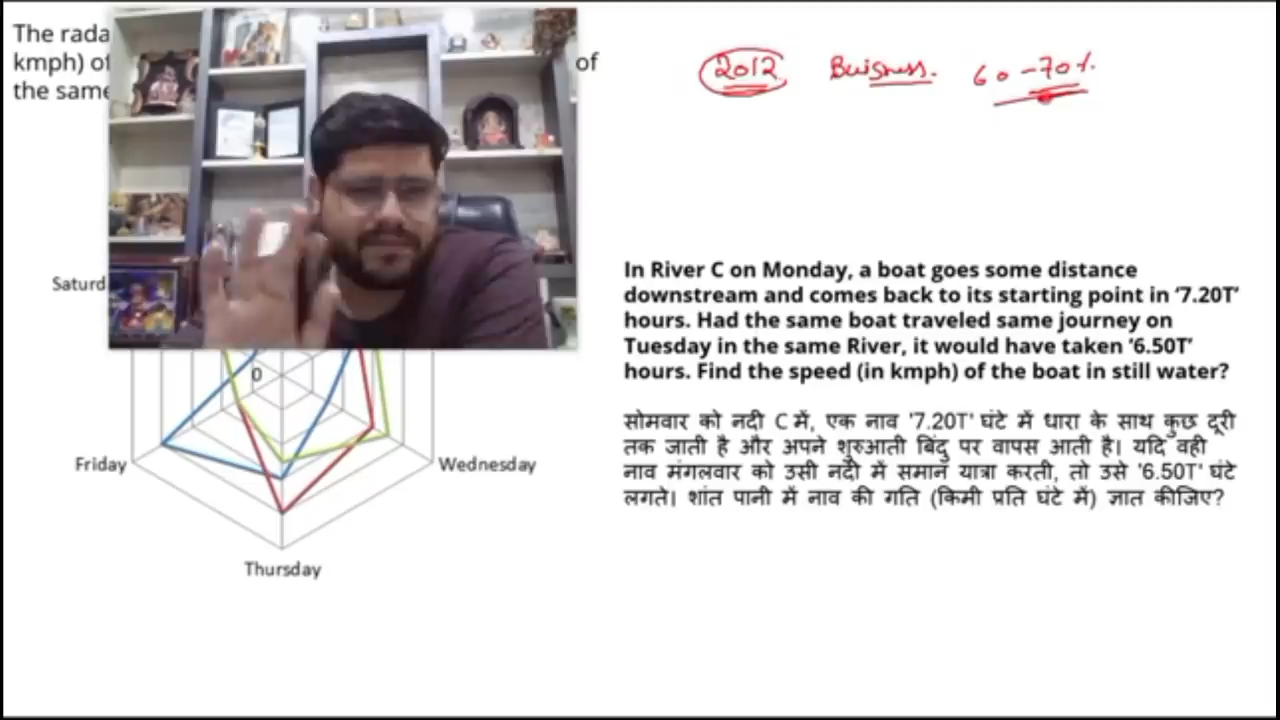 The rada
kmph) of of
the same
2012 Buisness. 60-70%
Saturd
0
Friday
Wednesday
Thursday
In River C on Monday, a boat goes some distance
downstream and comes back to its starting point in ‘7.20T’
hours. Had the same boat traveled same journey on
Tuesday in the same River, it would have taken ‘6.50T’
hours. Find the speed (in kmph) of the boat in still water?
सोमवार को नदी C में, एक नाव '7.20T' घंटे में धारा के साथ कुछ दूरी
तक जाती है और अपने शुरुआती बिंदु पर वापस आती है। यदि वही
नाव मंगलवार को उसी नदी में समान यात्रा करती, तो उसे '6.50T' घंटे
लगते। शांत पानी में नाव की गति (किमी प्रति घंटे में) ज्ञात कीजिए?